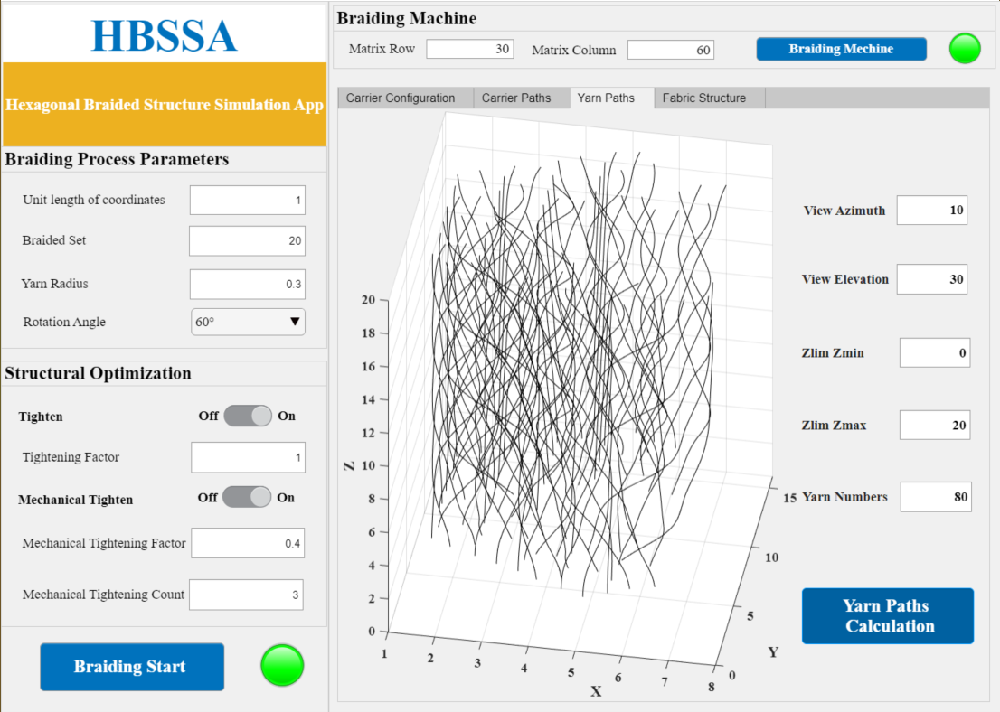 HBSSA
Hexagonal Braided Structure Simulation App
Braiding Process Parameters
Unit length of coordinates 1
Braided Set 20
Yarn Radius 0.3
Rotation Angle 60°
Structural Optimization
Tighten Off On
Tightening Factor 1
Mechanical Tighten Off On
Mechanical Tightening Factor 0.4
Mechanical Tightening Count 3
Braiding Start
Braiding Machine
Matrix Row 30 Matrix Column 60 Braiding Mechine
Carrier Configuration Carrier Paths Yarn Paths Fabric Structure
20
18
16
14
12
10
8
6
4
2
0
Z
1
2
3
4
5
6
7
8
X
0
5
10
15
Y
View Azimuth 10
View Elevation 30
Zlim Zmin 0
Zlim Zmax 20
Yarn Numbers 80
Yarn Paths
Calculation